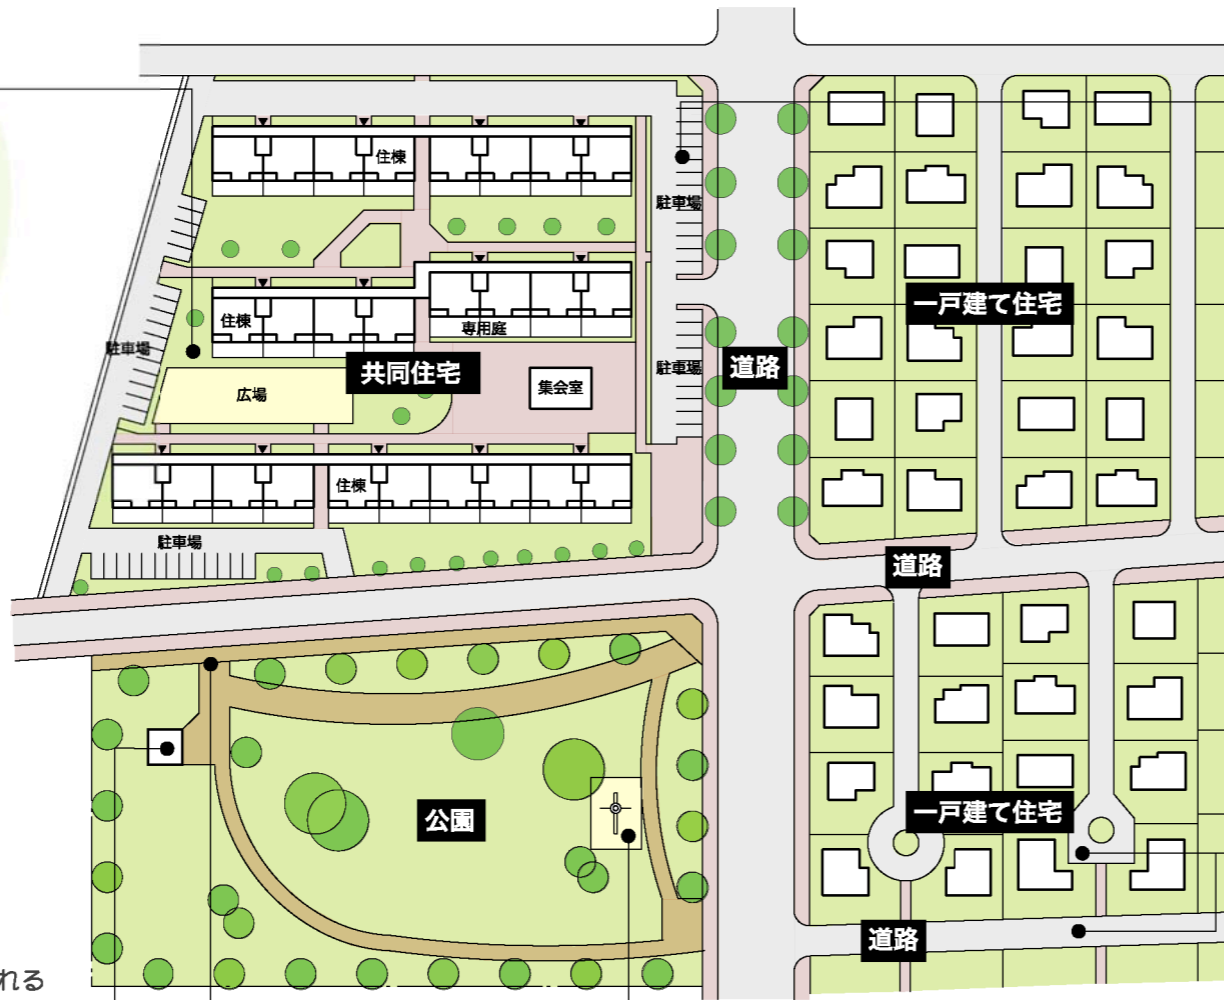 住棟
駐車場
一戸建て住宅
住棟
専用庭
駐車場
共同住宅
駐車場
道路
広場
集会室
住棟
駐車場
道路
一戸建て住宅
公園
道路
れる